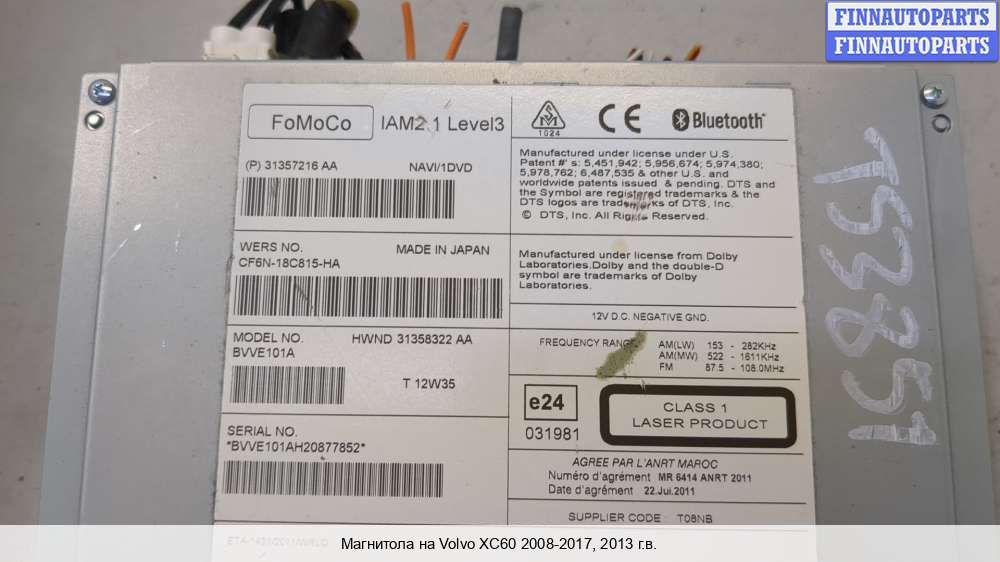 FINNAUTOPARTS
FINNAUTOPARTS
FoMoCo
IAM2.1 Level3
(P) 31357216 AA
NAVI/1DVD
WERS NO.
MADE IN JAPAN
CF6N-18C815-HA
MODEL NO.
HWND 31358322 AA
BVVE101A
T 12W35
SERIAL NO.
*BVVE101AH20877852*
1024
CE
Bluetooth
Manufactured under license under U.S.
Patent #' s: 5,451,942; 5,956,674; 5,974,380;
5,978,762; 6,487,535 & other U.S. and
worldwide patents issued & pending. DTS and
the Symbol are registered trademarks & the
DTS logos are trademarks of DTS, Inc.
© DTS, Inc. All Rights Reserved.
Manufactured under license from Dolby
Laboratories.Dolby and the double-D
symbol are trademarks of Dolby
Laboratories.
12V D.C. NEGATIVE GND.
FREQUENCY RANGE
AM(LW) 153 - 282KHz
AM(MW) 522 - 1611KHz
FM 87.5 - 108.0MHz
e24
031981
CLASS 1
LASER PRODUCT
AGREE PAR L'ANRT MAROC
Numéro d'agrément MR 6414 ANRT 2011
Date d'agrément 22.Jui.2011
SUPPLIER CODE : T08NB
T537851
Магнитола на Volvo XC60 2008-2017, 2013 г.в.